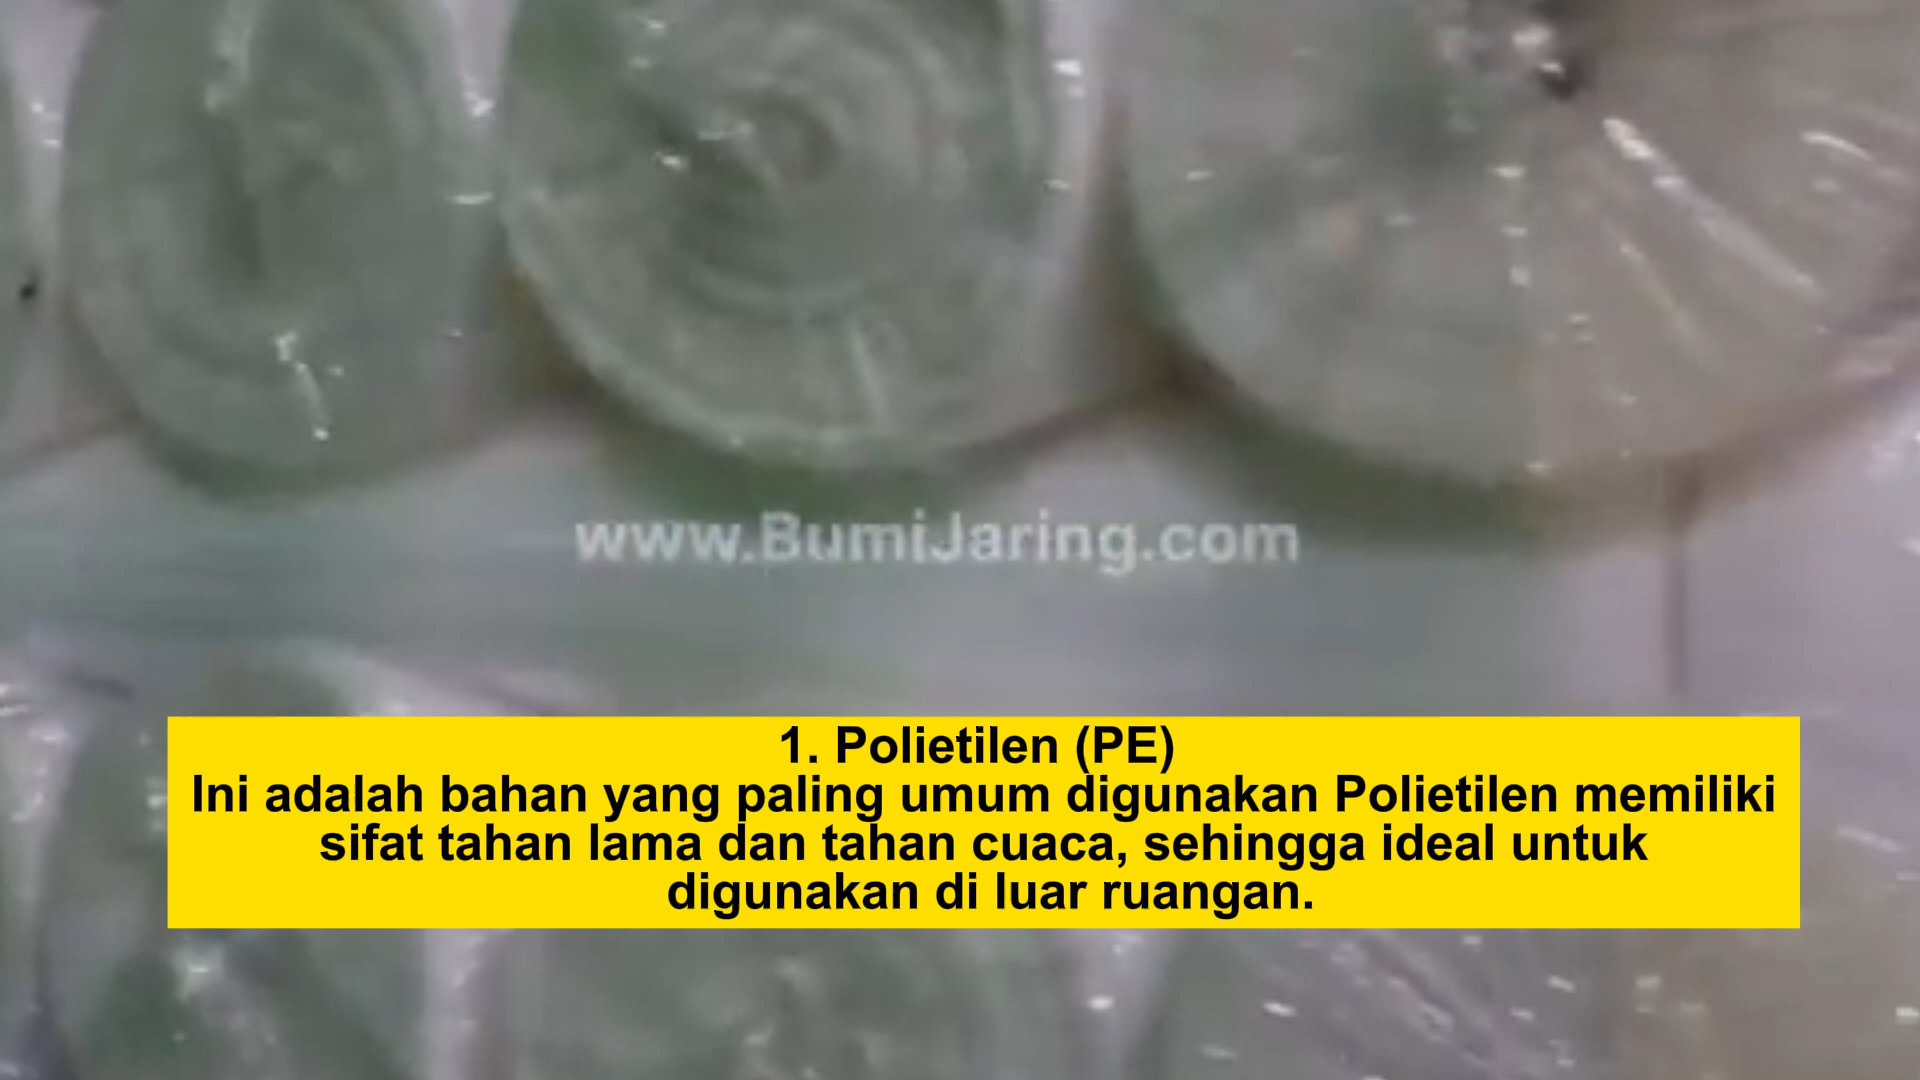 www.BumiJaring.com
1. Polietilen (PE)
Ini adalah bahan yang paling umum digunakan Polietilen memiliki
sifat tahan lama dan tahan cuaca, sehingga ideal untuk
digunakan di luar ruangan.